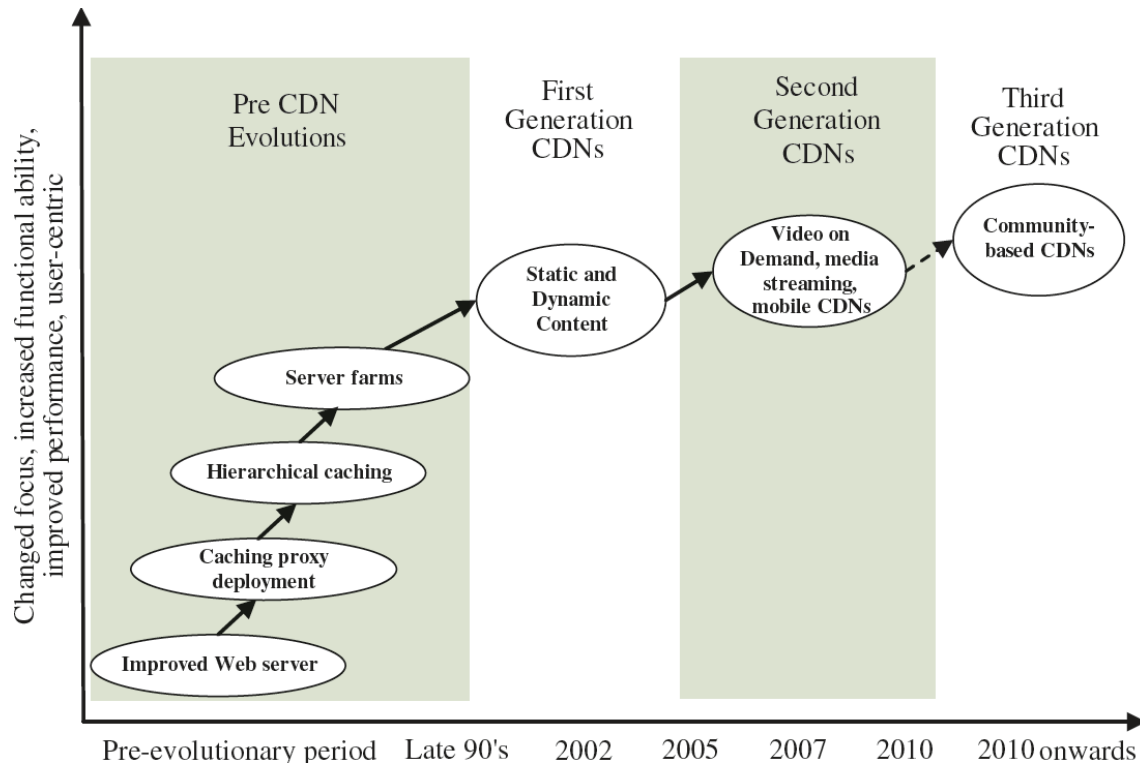 Changed focus, increased functional ability,
improved performance, user-centric
Pre CDN
Evolutions
First
Generation
CDNs
Second
Generation
CDNs
Third
Generation
CDNs
Community-
based CDNs
Video on
Demand, media
streaming,
mobile CDNs
Static and
Dynamic
Content
Server farms
Hierarchical caching
Caching proxy
deployment
Improved Web server
Pre-evolutionary period
Late 90's
2002
2005
2007
2010
2010 onwards